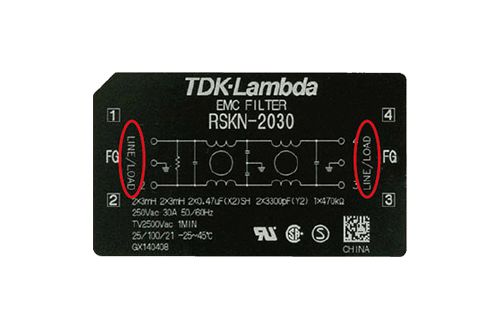 TDK-Lambda
EMC FILTER
RSKN-2030
1
4
LINE/LOAD
LINE/LOAD
FG
FG
4
2
3
2×3mH 2×3mH 2×0.47uF(X2)SH 2×3300pF(Y2) 1×470kΩ
250Vac 30A 50/60Hz
TV2500Vac 1MIN
25/100/21 -25~45℃
GX140408
CHINA